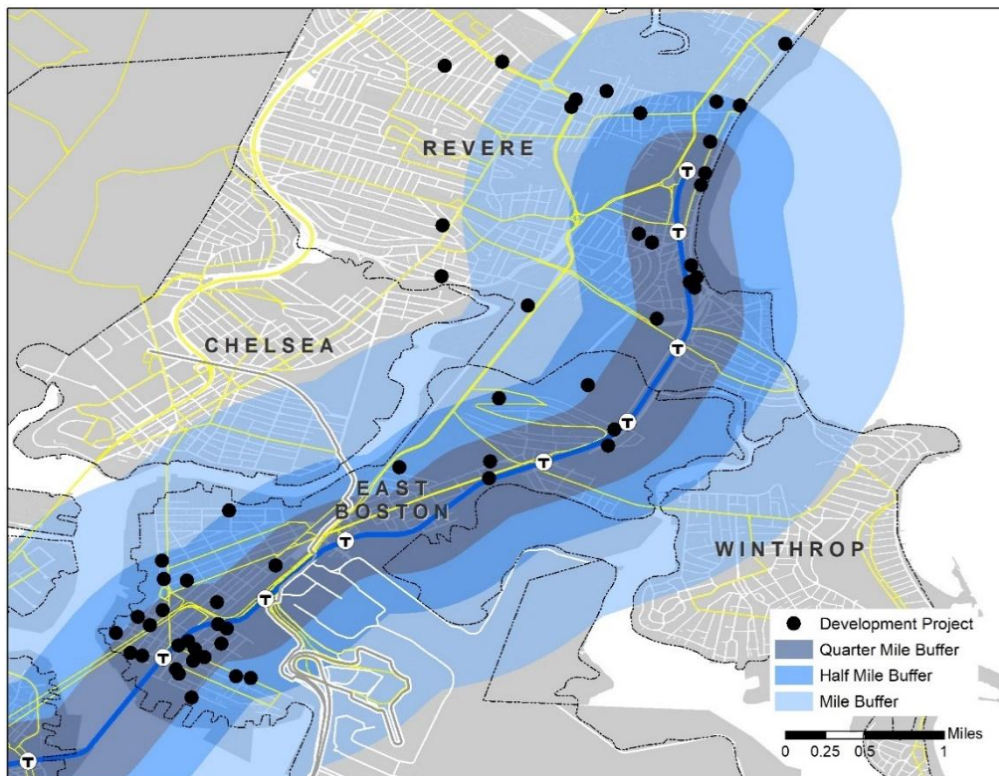 REVERE
CHELSEA
EAST
BOSTON
WINTHROP
T
T
T
T
T
T
T
T
T
Development Project
Quarter Mile Buffer
Half Mile Buffer
Mile Buffer
Miles
0 0.25 0.5 1